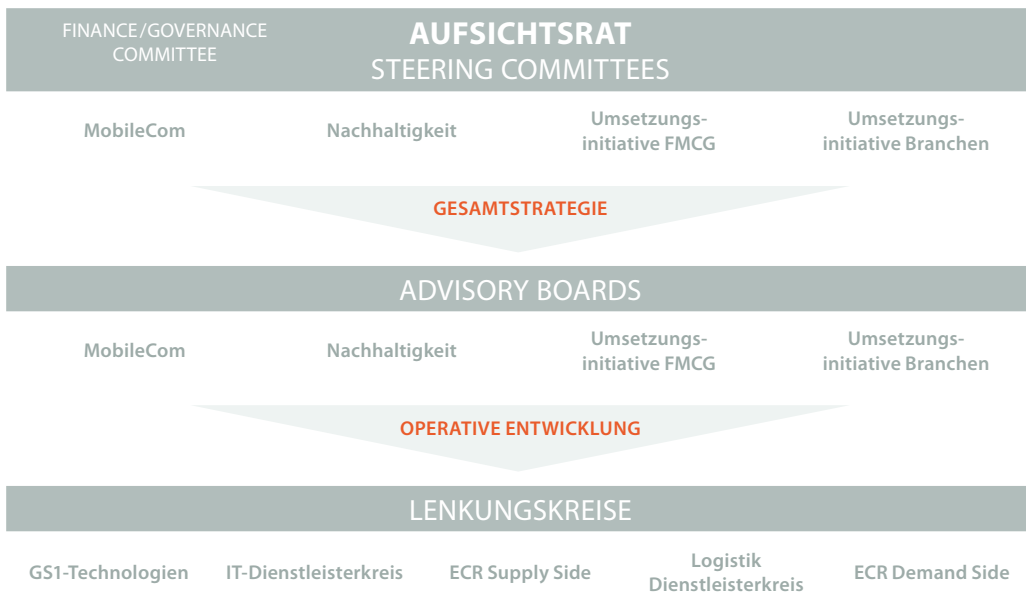 FINANCE/GOVERNANCE
COMMITTEE
AUFSICHTSRAT
STEERING COMMITTEES
MobileCom
Nachhaltigkeit
Umsetzungs-
initiative FMCG
Umsetzungs-
initiative Branchen
GESAMTSTRATEGIE
ADVISORY BOARDS
MobileCom
Nachhaltigkeit
Umsetzungs-
initiative FMCG
Umsetzungs-
initiative Branchen
OPERATIVE ENTWICKLUNG
LENKUNGSKREISE
GS1-Technologien
IT-Dienstleisterkreis
ECR Supply Side
Logistik
Dienstleisterkreis
ECR Demand Side